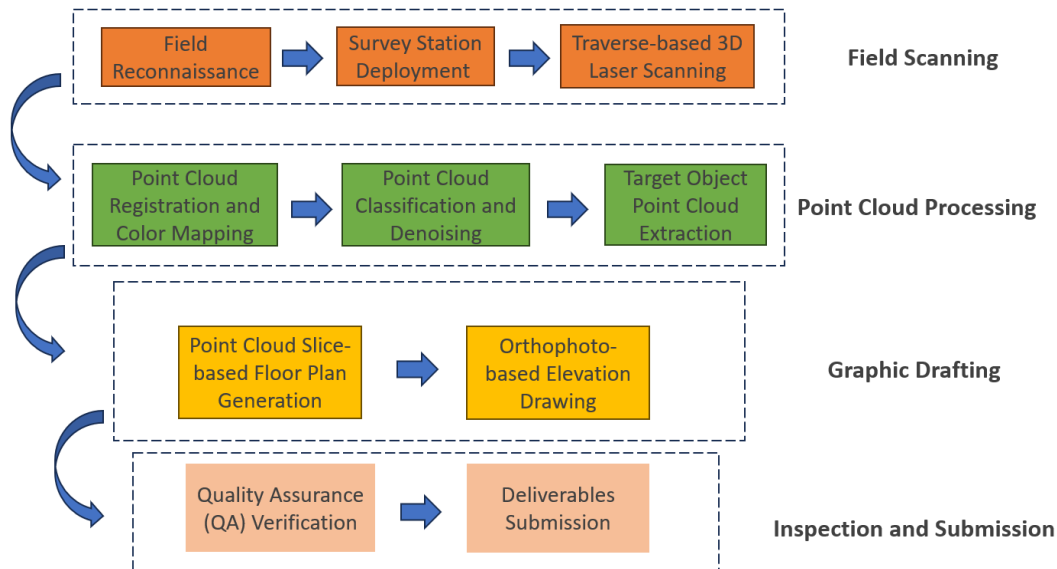 Field
Reconnaissance
Survey Station
Deployment
Traverse-based 3D
Laser Scanning
Field Scanning
Point Cloud
Registration and
Color Mapping
Point Cloud
Classification and
Denoising
Target Object
Point Cloud
Extraction
Point Cloud Processing
Point Cloud Slice-
based Floor Plan
Generation
Orthophoto-
based Elevation
Drawing
Graphic Drafting
Quality Assurance
(QA) Verification
Deliverables
Submission
Inspection and Submission